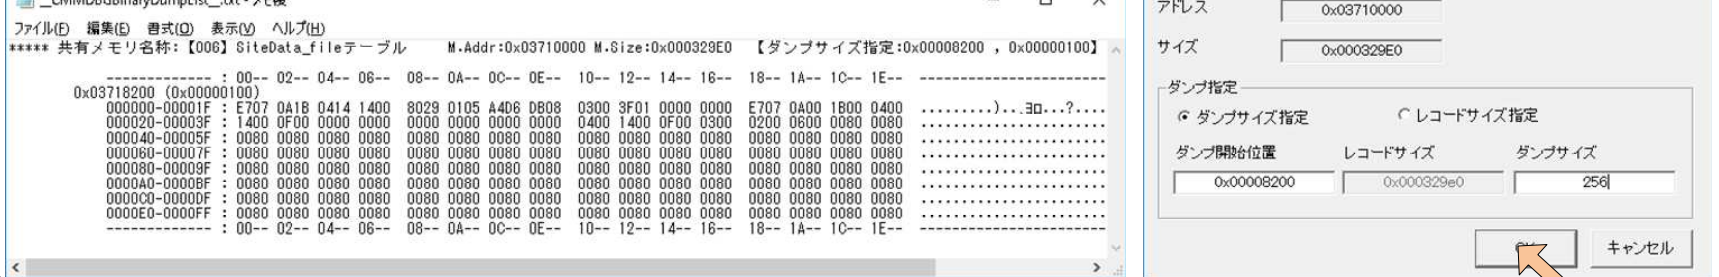 _CMMDbgBinaryDumpList_.txt - メモ帳
ファイル(F) 編集(E) 書式(O) 表示(V) ヘルプ(H)
***** 共有メモリ名称:【006】SiteData_fileテーブル M.Addr:0x03710000 M.Size:0x000329E0 【ダンプサイズ指定:0x00008200 , 0x00000100】
------------- : 00-- 02-- 04-- 06-- 08-- 0A-- 0C-- 0E-- 10-- 12-- 14-- 16-- 18-- 1A-- 1C-- 1E-- -----------------------
0x03718200 (0x00000100)
000000-00001F : E707 0A1B 0414 1400 8029 0105 A4D6 DB08 0300 3F01 0000 0000 E707 0A00 1B00 0400 .........)...ヨロ...?....
000020-00003F : 1400 0F00 0000 0000 0000 0000 0000 0000 0400 1400 0F00 0300 0200 0600 0080 0080 .......................
000040-00005F : 0080 0080 0080 0080 0080 0080 0080 0080 0080 0080 0080 0080 0080 0080 0080 0080 .......................
000060-00007F : 0080 0080 0080 0080 0080 0080 0080 0080 0080 0080 0080 0080 0080 0080 0080 0080 .......................
000080-00009F : 0080 0080 0080 0080 0080 0080 0080 0080 0080 0080 0080 0080 0080 0080 0080 0080 .......................
0000A0-0000BF : 0080 0080 0080 0080 0080 0080 0080 0080 0080 0080 0080 0080 0080 0080 0080 0080 .......................
0000C0-0000DF : 0080 0080 0080 0080 0080 0080 0080 0080 0080 0080 0080 0080 0080 0080 0080 0080 .......................
0000E0-0000FF : 0080 0080 0080 0080 0080 0080 0080 0080 0080 0080 0080 0080 0080 0080 0080 0080 .......................
------------- : 00-- 02-- 04-- 06-- 08-- 0A-- 0C-- 0E-- 10-- 12-- 14-- 16-- 18-- 1A-- 1C-- 1E-- -----------------------
アドレス 0x03710000
サイズ 0x000329E0
ダンプ指定
ダンプサイズ指定 レコードサイズ指定
ダンプ開始位置 レコードサイズ ダンプサイズ
0x00008200 0x000329e0 256
キャンセル